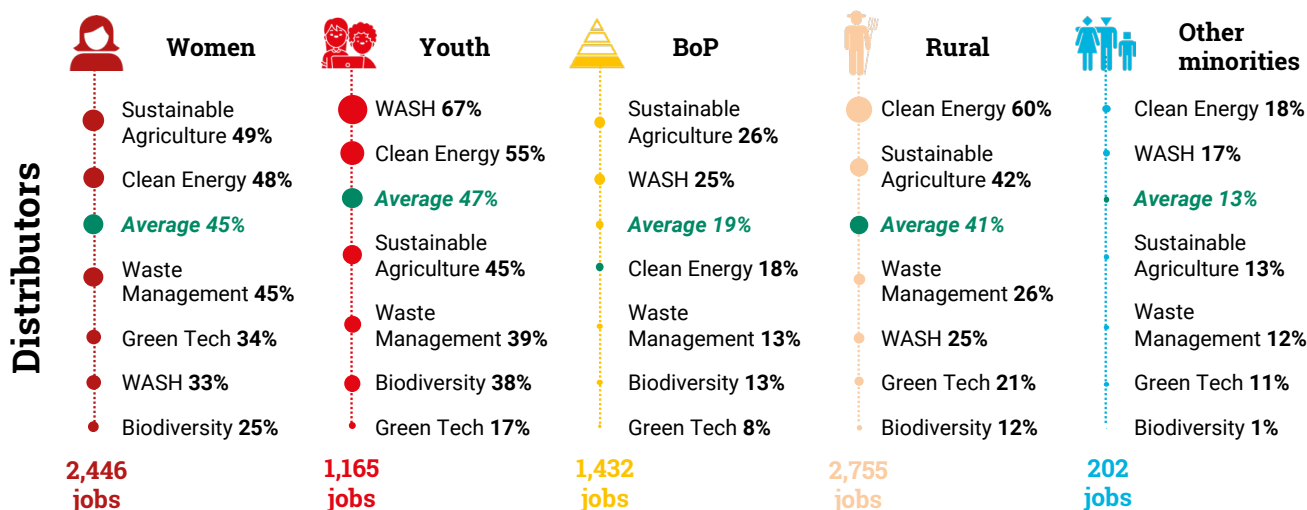 Distributors
Women
Sustainable
Agriculture 49%
Clean Energy 48%
Average 45%
Waste
Management 45%
Green Tech 34%
WASH 33%
Biodiversity 25%
2,446
jobs
Youth
WASH 67%
Clean Energy 55%
Average 47%
Sustainable
Agriculture 45%
Waste
Management 39%
Biodiversity 38%
Green Tech 17%
1,165
jobs
BoP
Sustainable
Agriculture 26%
WASH 25%
Average 19%
Clean Energy 18%
Waste
Management 13%
Biodiversity 13%
Green Tech 8%
1,432
jobs
Rural
Clean Energy 60%
Sustainable
Agriculture 42%
Average 41%
Waste
Management 26%
WASH 25%
Green Tech 21%
Biodiversity 12%
2,755
jobs
Other
minorities
Clean Energy 18%
WASH 17%
Average 13%
Sustainable
Agriculture 13%
Waste
Management 12%
Green Tech 11%
Biodiversity 1%
202
jobs